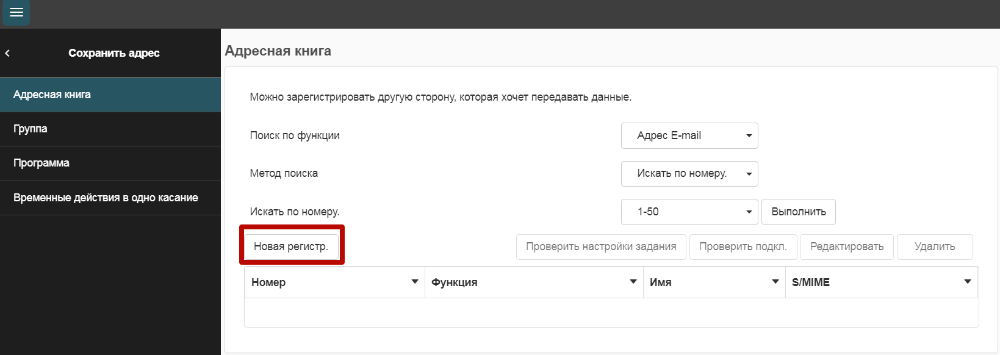 Сохранить адрес
Адресная книга
Группа
Программа
Временные действия в одно касание
Адресная книга
Можно зарегистрировать другую сторону, которая хочет передавать данные.
Поиск по функции Адрес E-mail
Метод поиска Искать по номеру.
Искать по номеру. 1-50 Выполнить
Новая регистр. Проверить настройки задания Проверить подкл. Редактировать Удалить
Номер Функция Имя S/MIME